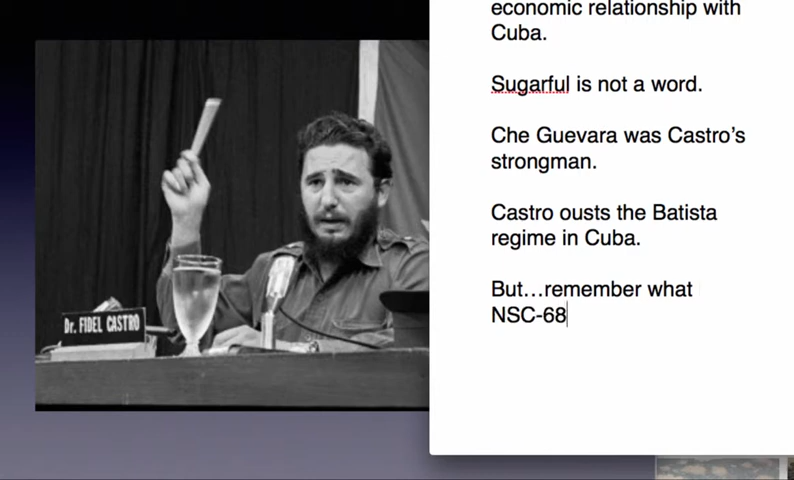 economic relationship with
Cuba.
Sugarful is not a word.
Che Guevara was Castro’s
strongman.
Castro ousts the Batista
regime in Cuba.
But…remember what
NSC-68
Dr. FIDEL CASTRO